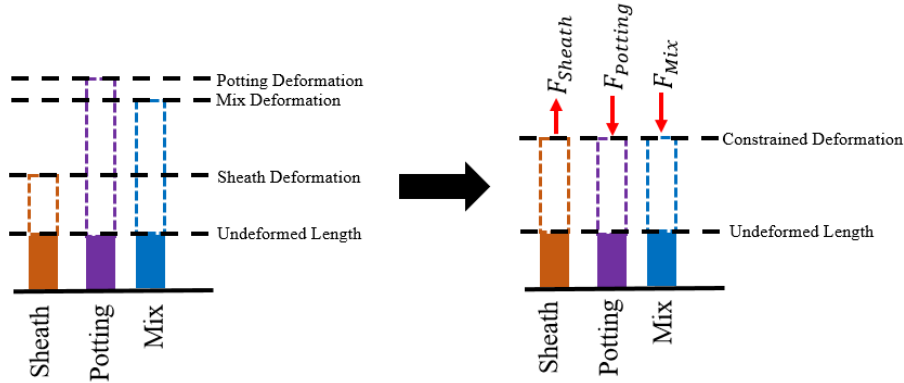 Potting Deformation
Mix Deformation
Sheath Deformation
Undeformed Length
Sheath
Potting
Mix
F_Sheath
F_Potting
F_Mix
Constrained Deformation
Undeformed Length
Sheath
Potting
Mix